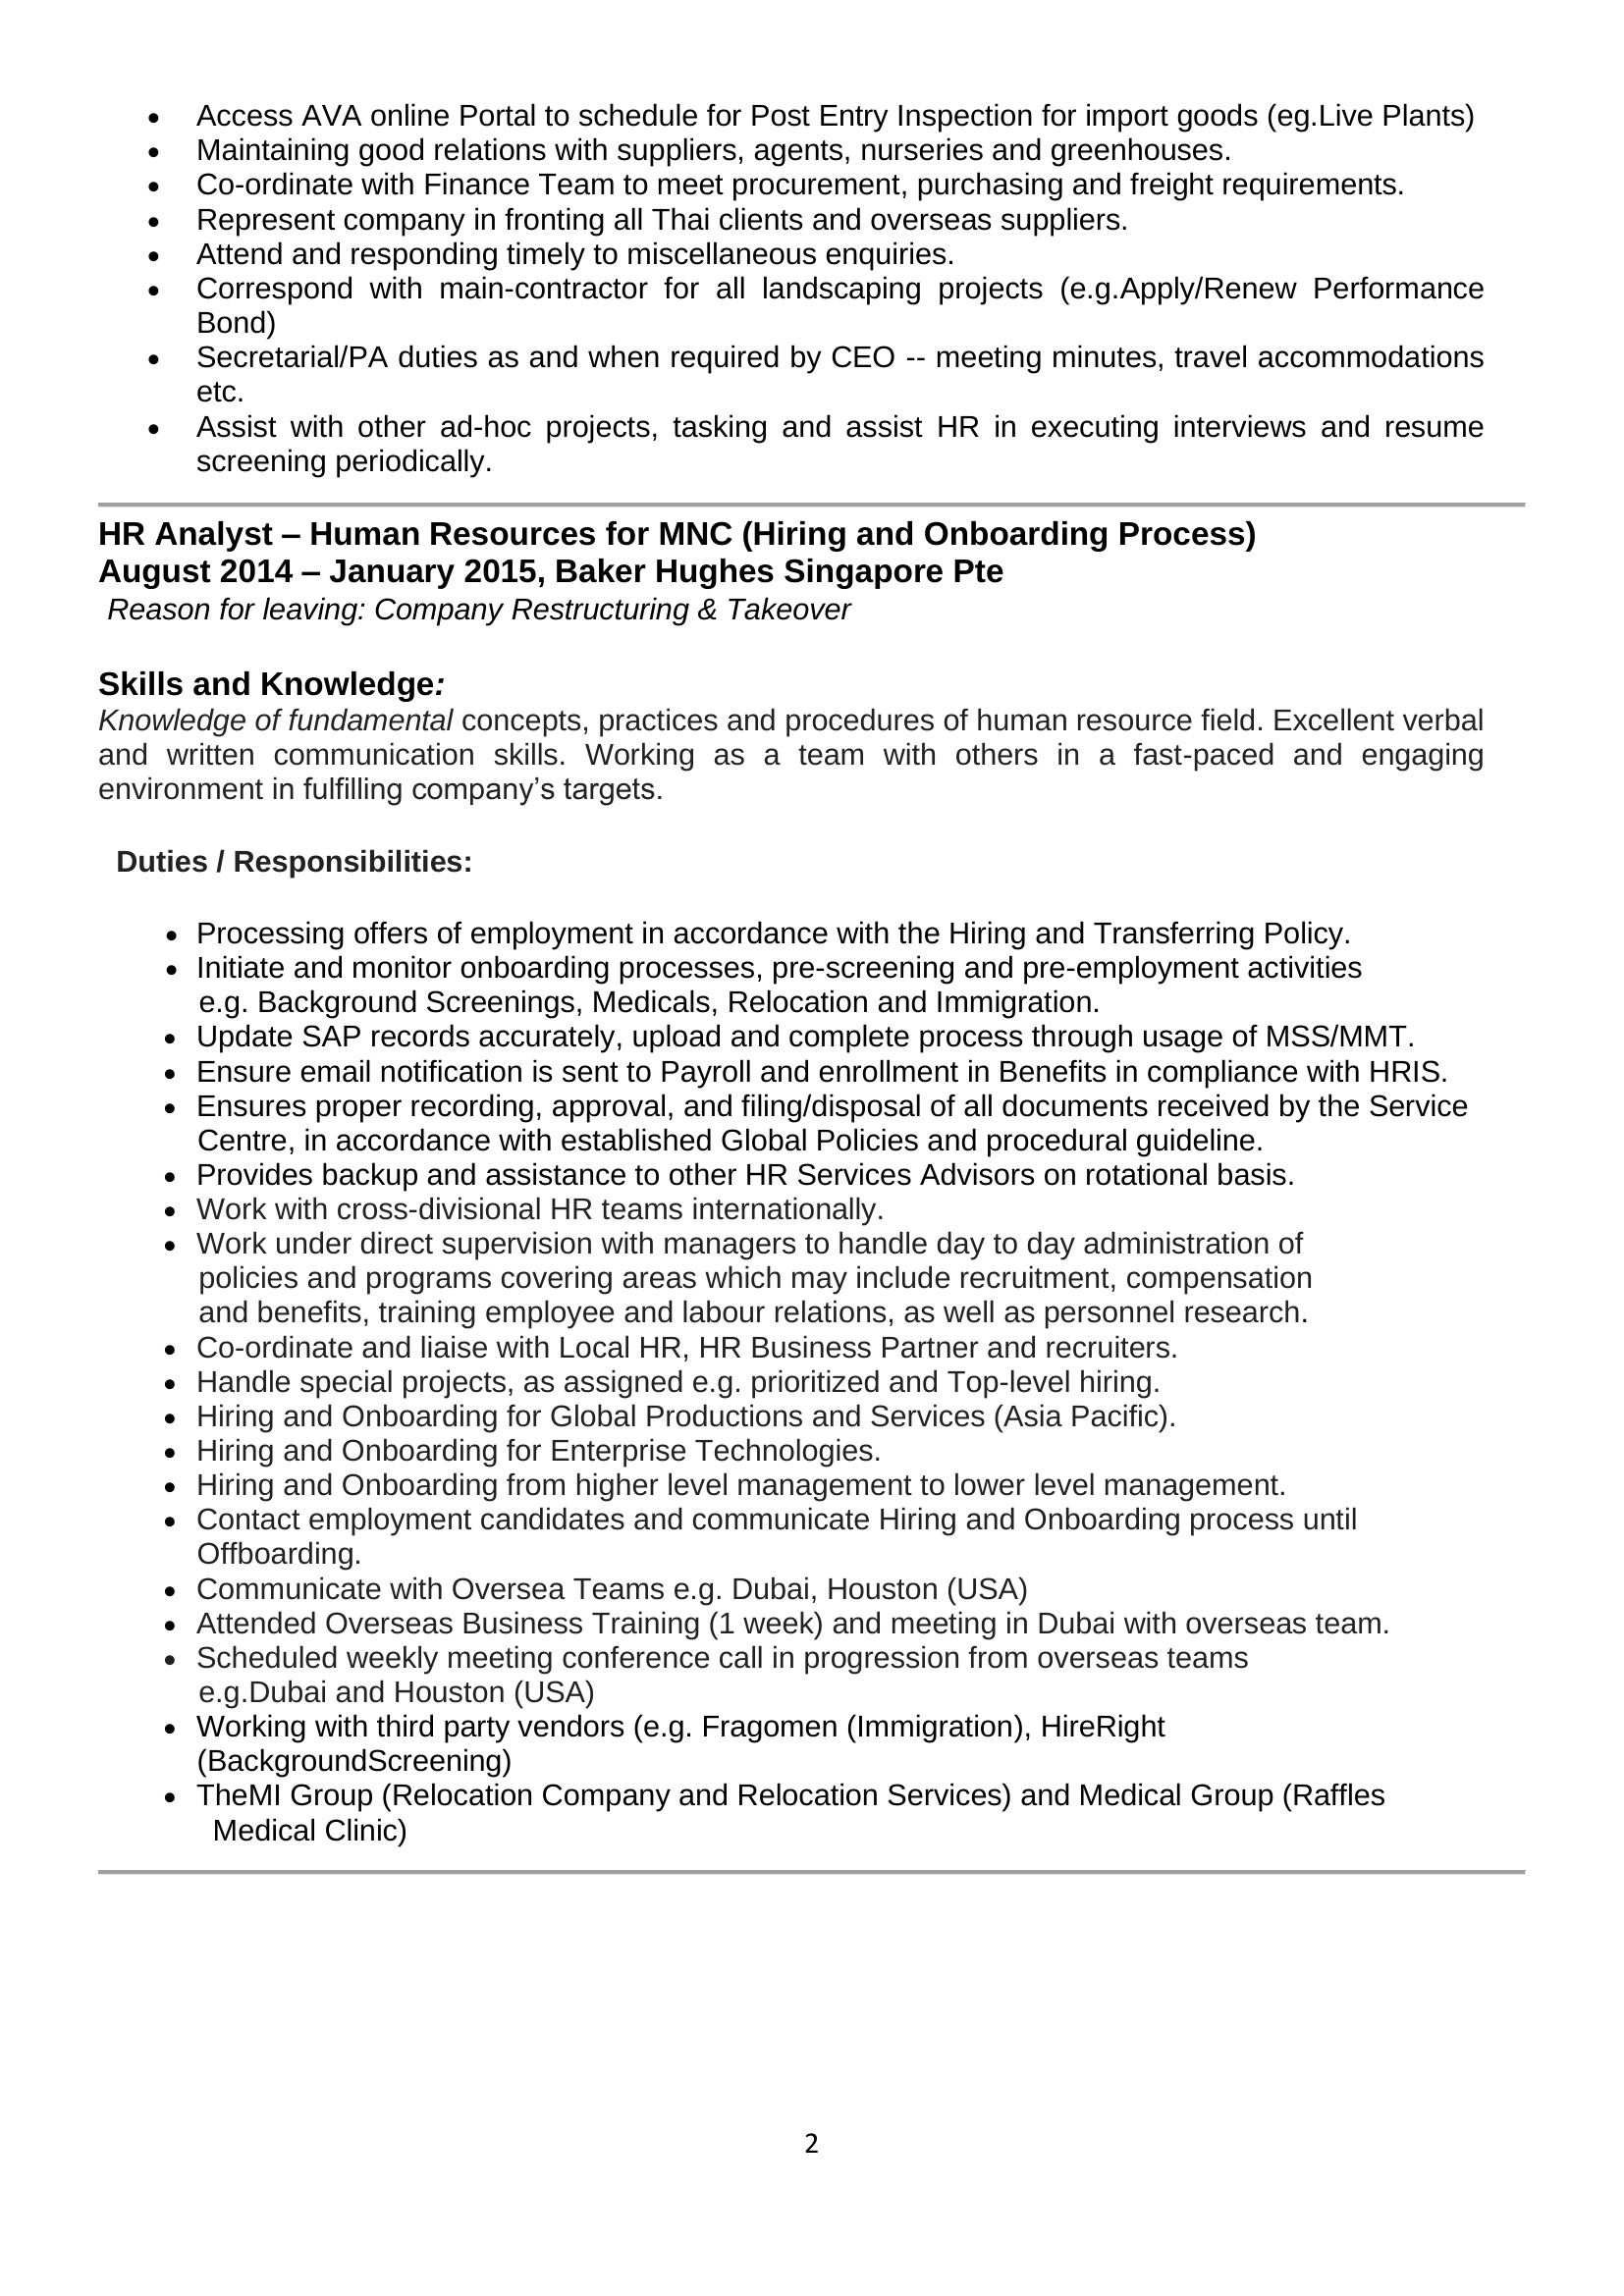 • Access AVA online Portal to schedule for Post Entry Inspection for import goods (eg.Live Plants)
• Maintaining good relations with suppliers, agents, nurseries and greenhouses.
• Co-ordinate with Finance Team to meet procurement, purchasing and freight requirements.
• Represent company in fronting all Thai clients and overseas suppliers.
• Attend and responding timely to miscellaneous enquiries.
• Correspond with main-contractor for all landscaping projects (e.g.Apply/Renew Performance
Bond)
• Secretarial/PA duties as and when required by CEO -- meeting minutes, travel accommodations
etc.
• Assist with other ad-hoc projects, tasking and assist HR in executing interviews and resume
screening periodically.
HR Analyst – Human Resources for MNC (Hiring and Onboarding Process)
August 2014 – January 2015, Baker Hughes Singapore Pte
Reason for leaving: Company Restructuring & Takeover
Skills and Knowledge:
Knowledge of fundamental concepts, practices and procedures of human resource field. Excellent verbal
and written communication skills. Working as a team with others in a fast-paced and engaging
environment in fulfilling company’s targets.
Duties / Responsibilities:
• Processing offers of employment in accordance with the Hiring and Transferring Policy.
• Initiate and monitor onboarding processes, pre-screening and pre-employment activities
e.g. Background Screenings, Medicals, Relocation and Immigration.
• Update SAP records accurately, upload and complete process through usage of MSS/MMT.
• Ensure email notification is sent to Payroll and enrollment in Benefits in compliance with HRIS.
• Ensures proper recording, approval, and filing/disposal of all documents received by the Service
Centre, in accordance with established Global Policies and procedural guideline.
• Provides backup and assistance to other HR Services Advisors on rotational basis.
• Work with cross-divisional HR teams internationally.
• Work under direct supervision with managers to handle day to day administration of
policies and programs covering areas which may include recruitment, compensation
and benefits, training employee and labour relations, as well as personnel research.
• Co-ordinate and liaise with Local HR, HR Business Partner and recruiters.
• Handle special projects, as assigned e.g. prioritized and Top-level hiring.
• Hiring and Onboarding for Global Productions and Services (Asia Pacific).
• Hiring and Onboarding for Enterprise Technologies.
• Hiring and Onboarding from higher level management to lower level management.
• Contact employment candidates and communicate Hiring and Onboarding process until
Offboarding.
• Communicate with Oversea Teams e.g. Dubai, Houston (USA)
• Attended Overseas Business Training (1 week) and meeting in Dubai with overseas team.
• Scheduled weekly meeting conference call in progression from overseas teams
e.g.Dubai and Houston (USA)
• Working with third party vendors (e.g. Fragomen (Immigration), HireRight
(BackgroundScreening)
• TheMI Group (Relocation Company and Relocation Services) and Medical Group (Raffles
Medical Clinic)
2